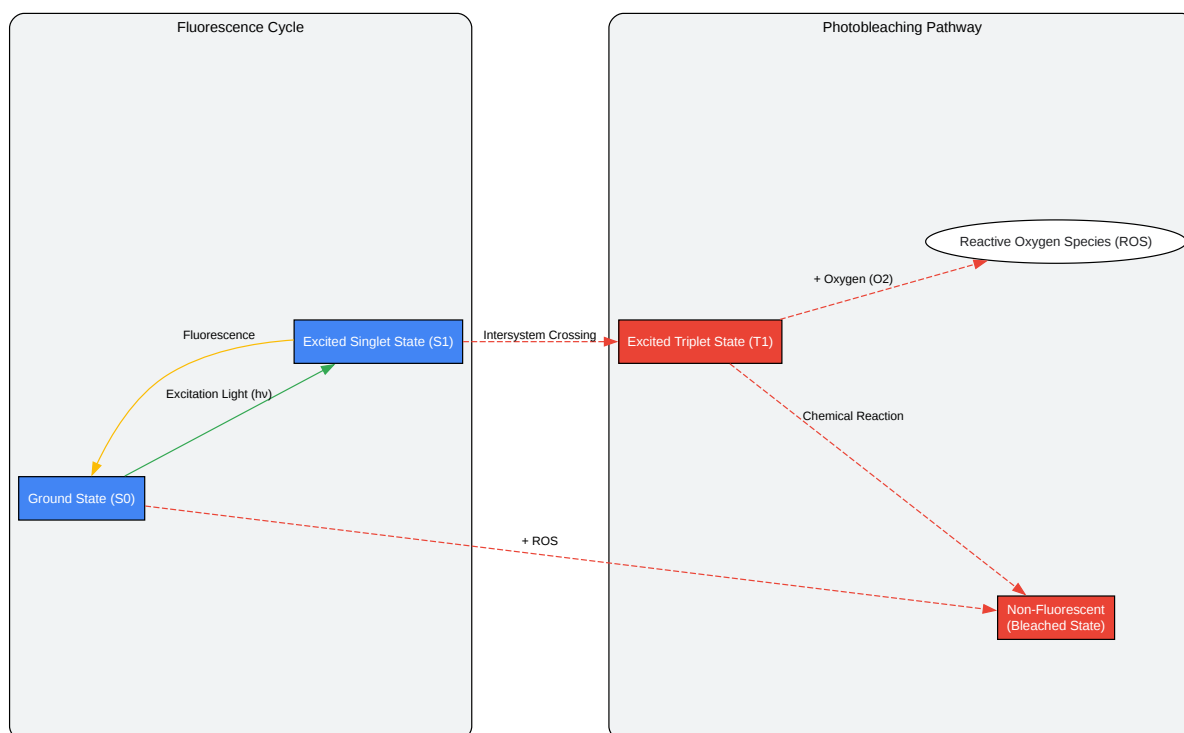 Fluorescence Cycle
Photobleaching Pathway
Reactive Oxygen Species (ROS)
+ Oxygen (O2)
Fluorescence
Excited Singlet State (S1)
Intersystem Crossing
Excited Triplet State (T1)
Excitation Light (hν)
Chemical Reaction
Ground State (S0)
+ ROS
Non-Fluorescent
(Bleached State)